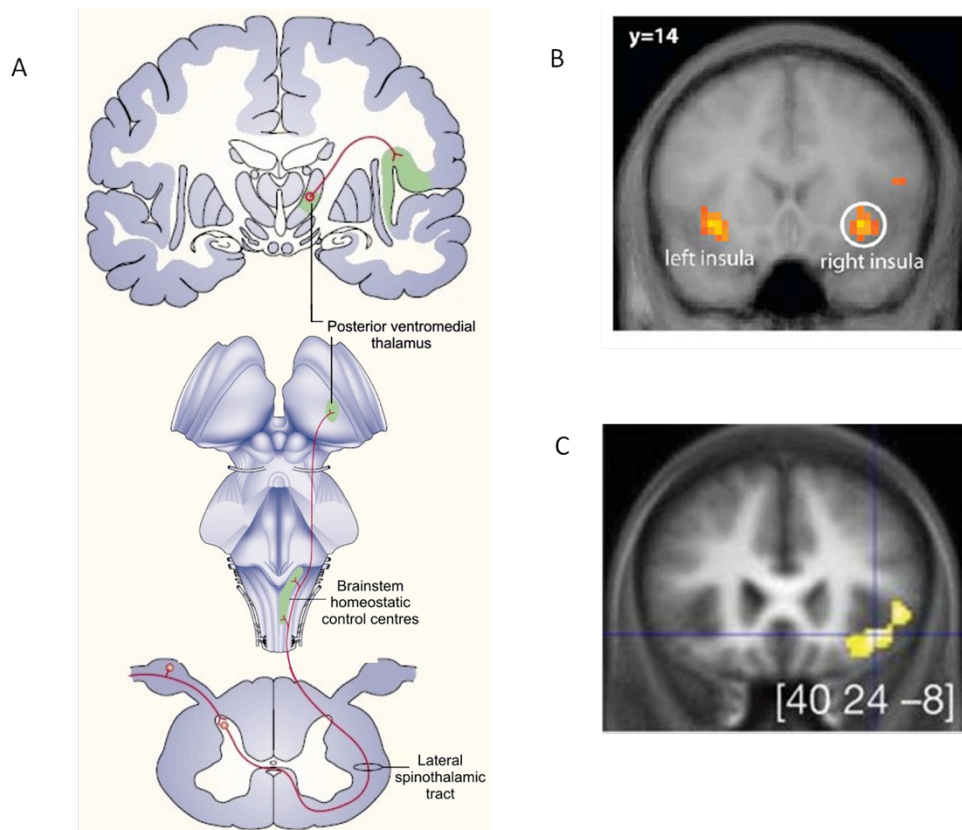 A
Posterior ventromedial
thalamus
Brainstem
homeostatic
control centres
Lateral
spinothalamic
tract
B
y=14
left insula
right insula
C
[40 24 –8]